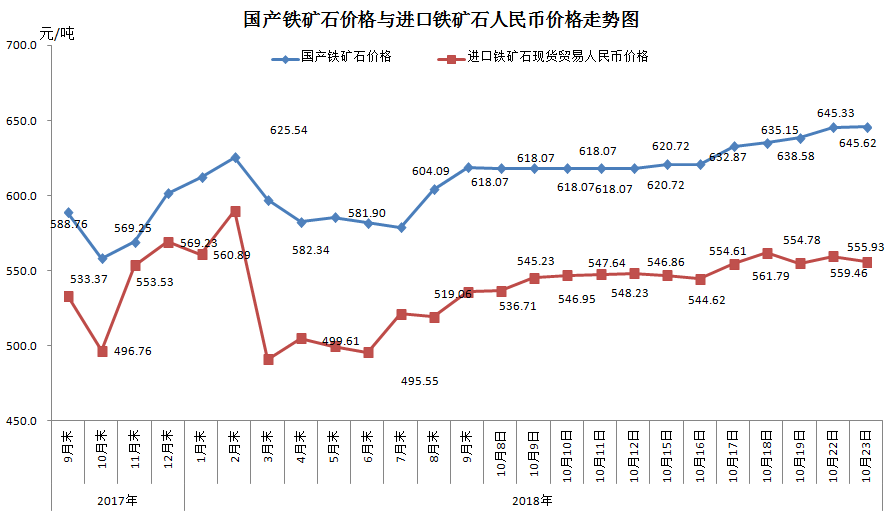 国产铁矿石价格与进口铁矿石人民币价格走势图
元/吨
国产铁矿石价格
进口铁矿石现货贸易人民币价格
700.0
650.0
600.0
550.0
500.0
450.0
588.76
569.25
625.54
582.34
581.90
604.09
618.07
618.07
618.07
618.07
618.07
620.72
620.72
632.87
635.15
638.58
645.33
645.62
533.37
496.76
553.53
569.23
560.89
499.61
495.55
519.06
536.71
545.23
546.95
547.64
548.23
546.86
544.62
554.61
561.79
554.78
559.46
555.93
9月末
10月末
11月末
12月末
1月末
2月末
3月末
4月末
5月末
6月末
7月末
8月末
9月末
10月8日
10月9日
10月10日
10月11日
10月12日
10月15日
10月16日
10月17日
10月18日
10月19日
10月22日
10月23日
2017年
2018年